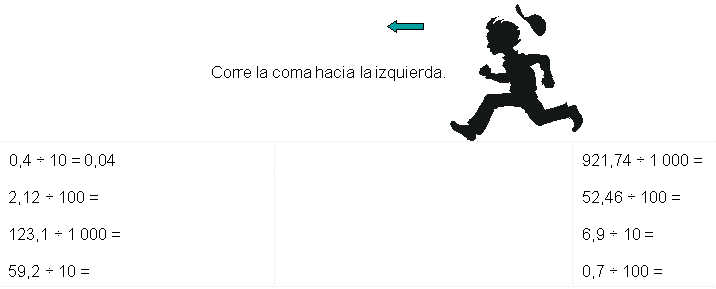 Corre la coma hacia la izquierda.
0,4 ÷ 10 = 0,04
2,12 ÷ 100 =
123,1 ÷ 1 000 =
59,2 ÷ 10 =
921,74 ÷ 1 000 =
52,46 ÷ 100 =
6,9 ÷ 10 =
0,7 ÷ 100 =